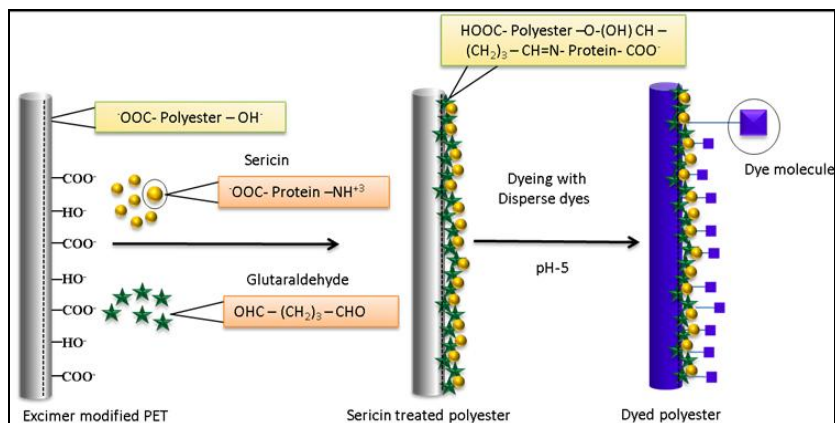 HOOC- Polyester –O-(OH) CH –
(CH₂)₃ – CH=N- Protein- COO⁻
⁻OOC- Polyester – OH⁻
Sericin
⁻OOC- Protein –NH⁺³
Glutaraldehyde
OHC – (CH₂)₃ – CHO
COO⁻
HO⁻
COO⁻
HO⁻
COO⁻
HO⁻
COO⁻
Dyeing with
Disperse dyes
pH-5
Dye molecule
Excimer modified PET
Sericin treated polyester
Dyed polyester